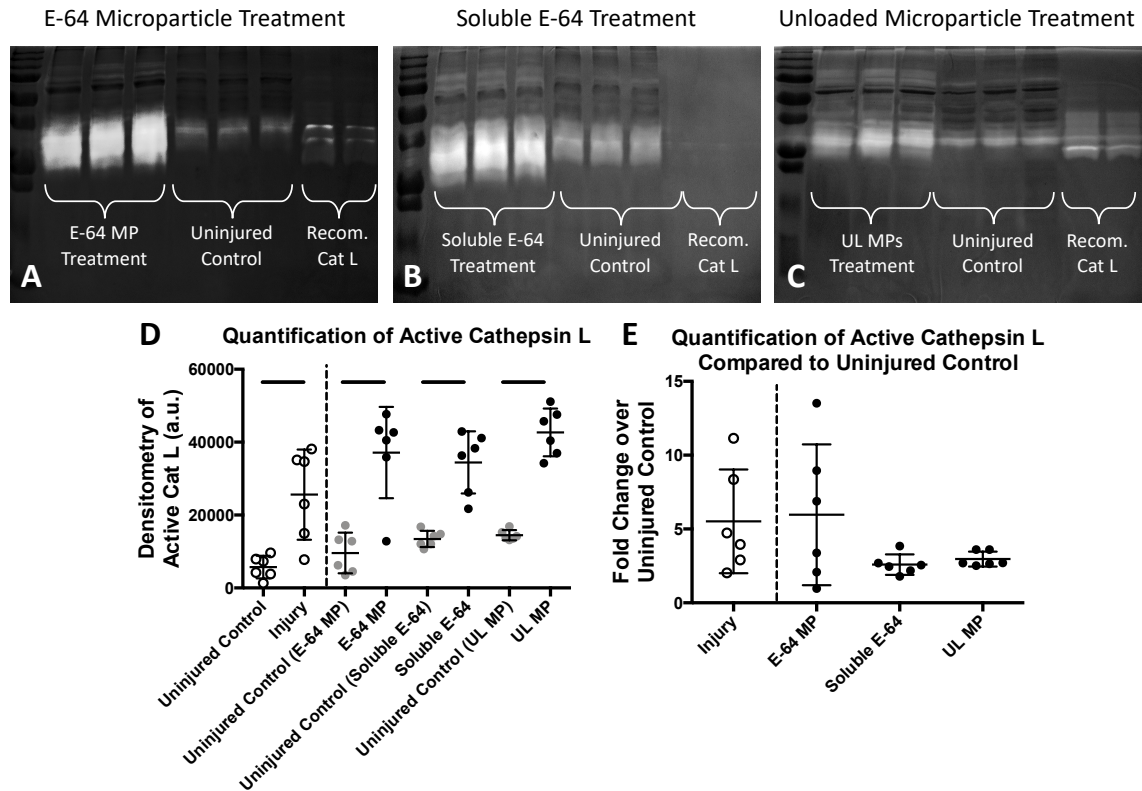 E-64 Microparticle Treatment
Soluble E-64 Treatment
Unloaded Microparticle Treatment
E-64 MP
Treatment
Uninjured
Control
Recom.
Cat L
A
Soluble E-64
Treatment
Uninjured
Control
Recom.
Cat L
B
UL MPs
Treatment
Uninjured
Control
Recom.
Cat L
C
D
Quantification of Active Cathepsin L
Densitometry of
Active Cat L (a.u.)
60000
40000
20000
0
Uninjured Control
Injury
Uninjured Control (E-64 MP)
E-64 MP
Uninjured Control (Soluble E-64)
Soluble E-64
Uninjured Control (UL MP)
UL MP
E
Quantification of Active Cathepsin L
Compared to Uninjured Control
Fold Change over
Uninjured Control
15
10
5
0
Injury
E-64 MP
Soluble E-64
UL MP